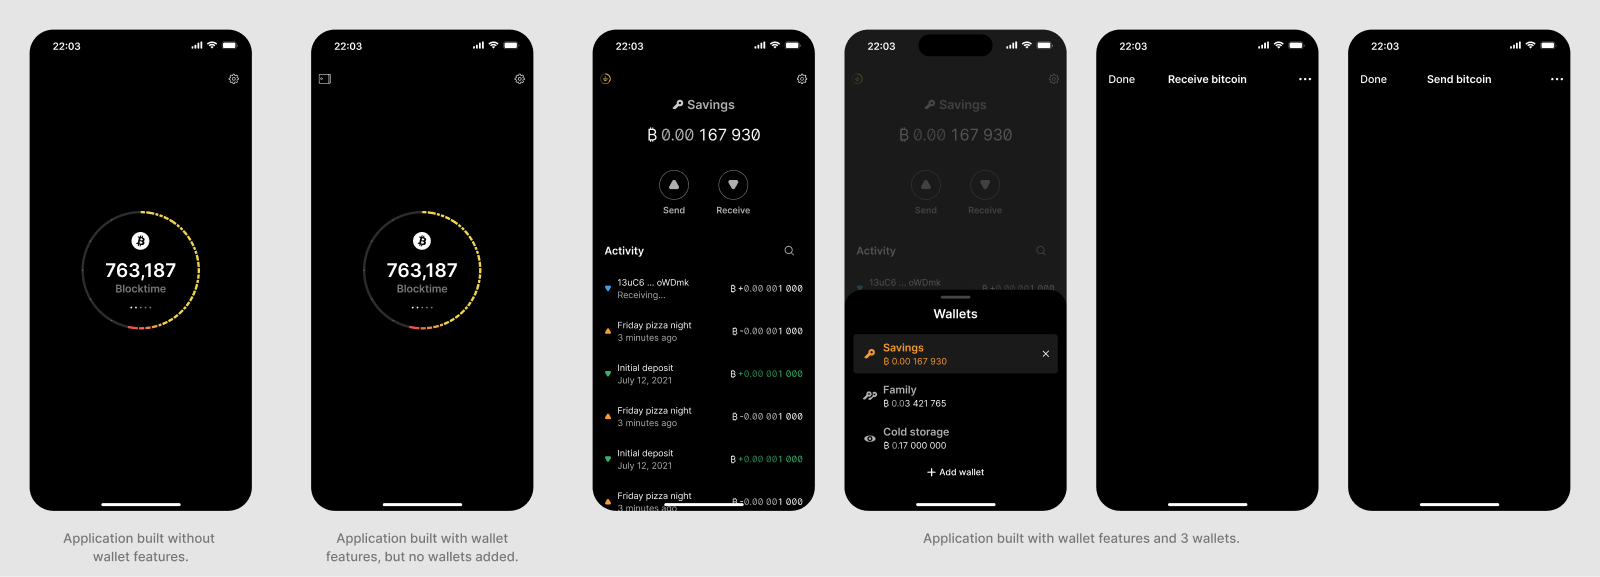 22:03
763,187
Blocktime
Application built without
wallet features.
22:03
763,187
Blocktime
Application built with wallet
features, but no wallets added.
22:03
Savings
₿ 0.00 167 930
Send Receive
Activity
13uC6 ... oWDmk ₿ +0.00 001 000
Receiving...
Friday pizza night ₿ -0.00 001 000
3 minutes ago
Initial deposit ₿ +0.00 001 000
July 12, 2021
Friday pizza night ₿ -0.00 001 000
3 minutes ago
Initial deposit ₿ +0.00 001 000
July 12, 2021
Friday pizza night ₿ -0.00 001 000
3 minutes ago
22:03
Savings
₿ 0.00 167 930
Send Receive
Activity
13uC6 ... oWDmk ₿ +0.00 001 000
Wallets
Savings
₿ 0.00 167 930
Family
₿ 0.03 421 765
Cold storage
₿ 0.17 000 000
+ Add wallet
22:03
Done Receive bitcoin
22:03
Done Send bitcoin
Application built with wallet features and 3 wallets.